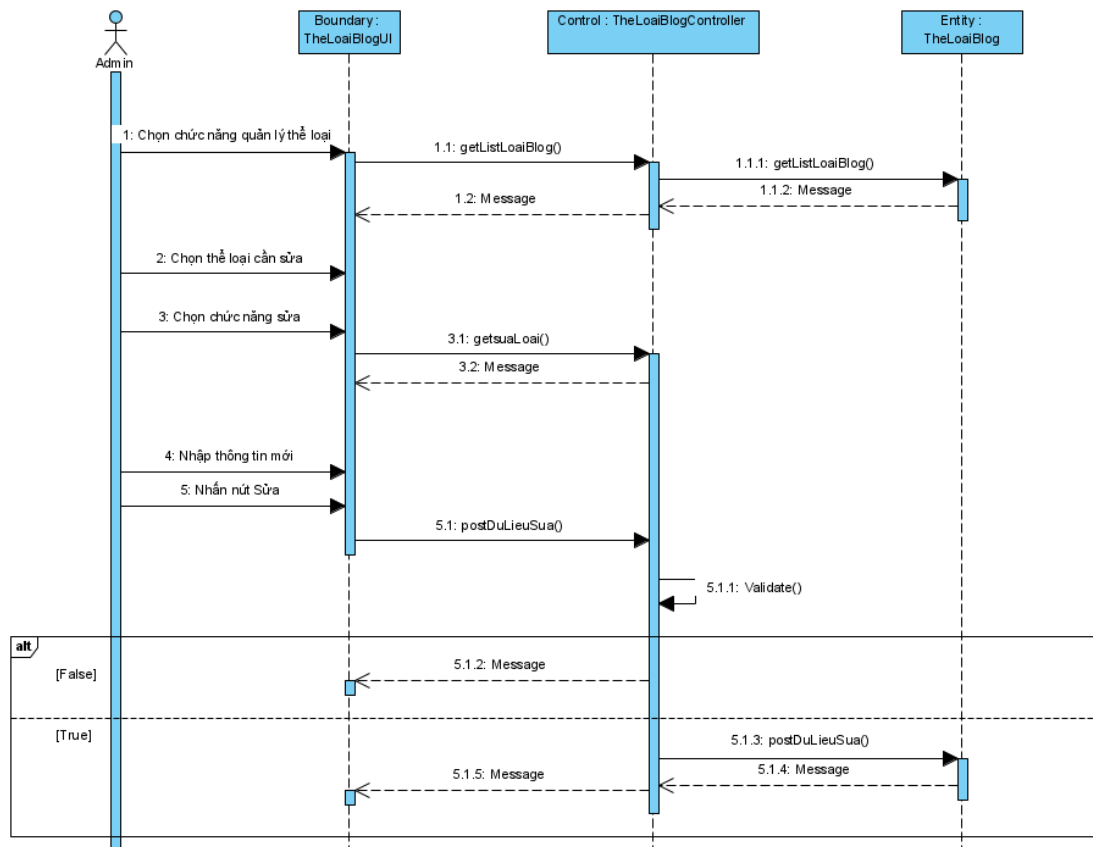 Boundary :
TheLoaiBlogUI
Control : TheLoaiBlogController
Entity :
TheLoaiBlog
Admin
1: Chọn chức năng quản lý thể loại
1.1: getListLoaiBlog()
1.1.1: getListLoaiBlog()
1.1.2: Message
1.2: Message
2: Chọn thể loại cần sửa
3: Chọn chức năng sửa
3.1: getsuaLoai()
3.2: Message
4: Nhập thông tin mới
5: Nhấn nút Sửa
5.1: postDuLieuSua()
5.1.1: Validate()
alt
[False]
5.1.2: Message
[True]
5.1.3: postDuLieuSua()
5.1.4: Message
5.1.5: Message